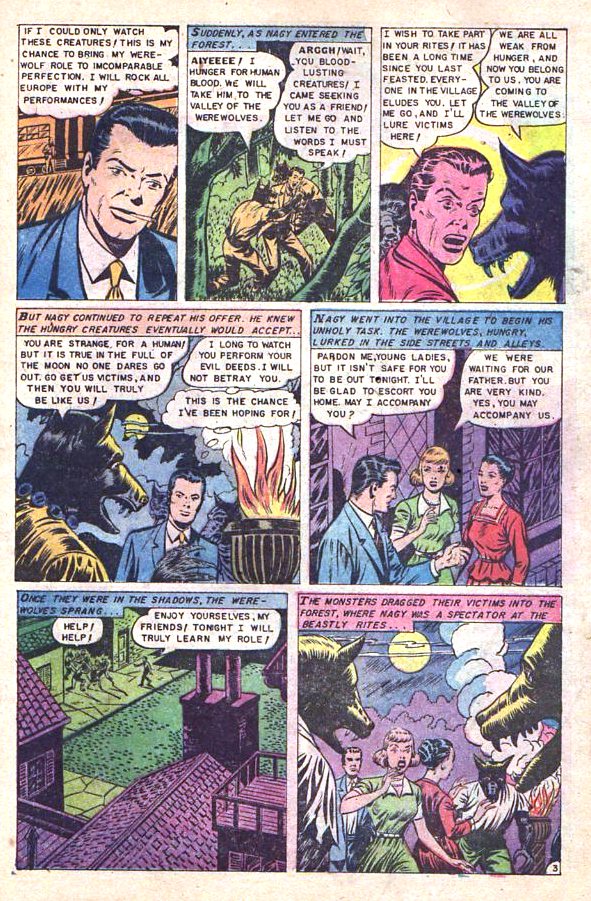 IF I COULD ONLY WATCH
THESE CREATURES! THIS IS MY
CHANCE TO BRING MY WERE-
WOLF ROLE TO INCOMPARABLE
PERFECTION. I WILL ROCK ALL
EUROPE WITH MY
PERFORMANCES!
SUDDENLY, AS NAGY ENTERED THE
FOREST....
AIYEEEE! I
HUNGER FOR HUMAN
BLOOD. WE WILL
TAKE HIM TO THE
VALLEY OF THE
WEREWOLVES.
ARGGH! WAIT,
YOU BLOOD-
LUSTING
CREATURES! I
CAME SEEKING
YOU AS A FRIEND!
LET ME GO AND
LISTEN TO THE
WORDS I MUST
SPEAK!
I WISH TO TAKE PART
IN YOUR RITES! IT HAS
BEEN A LONG TIME
SINCE YOU LAST
FEASTED. EVERY-
ONE IN THE VILLAGE
ELUDES YOU. LET
ME GO, AND I'LL
LURE VICTIMS
HERE!
WE ARE ALL
WEAK FROM
HUNGER, AND
NOW YOU BELONG
TO US. YOU ARE
COMING TO
THE VALLEY OF
THE WEREWOLVES.
BUT NAGY CONTINUED TO REPEAT HIS OFFER. HE KNEW
THE HUNGRY CREATURES EVENTUALLY WOULD ACCEPT...
YOU ARE STRANGE, FOR A HUMAN!
BUT IT IS TRUE IN THE FULL OF
THE MOON NO ONE DARES GO
OUT. GO GET US VICTIMS, AND
THEN YOU WILL TRULY
BE LIKE US!
I LONG TO WATCH
YOU PERFORM YOUR
EVIL DEEDS. I WILL
NOT BETRAY YOU.
THIS IS THE CHANCE
I'VE BEEN HOPING FOR!
NAGY WENT INTO THE VILLAGE TO BEGIN HIS
UNHOLY TASK. THE WEREWOLVES, HUNGRY,
LURKED IN THE SIDE STREETS AND ALLEYS.
PARDON ME, YOUNG LADIES,
BUT IT ISN'T SAFE FOR YOU
TO BE OUT TONIGHT. I'LL
BE GLAD TO ESCORT YOU
HOME. MAY I ACCOMPANY
YOU?
WE WERE
WAITING FOR OUR
FATHER. BUT YOU
ARE VERY KIND.
YES, YOU MAY
ACCOMPANY US.
ONCE THEY WERE IN THE SHADOWS, THE WERE-
WOLVES SPRANG...
HELP!
HELP!
ENJOY YOURSELVES, MY
FRIENDS! TONIGHT I WILL
TRULY LEARN MY ROLE!
THE MONSTERS DRAGGED THEIR VICTIMS INTO THE
FOREST, WHERE NAGY WAS A SPECTATOR AT THE
BEASTLY RITES...
3